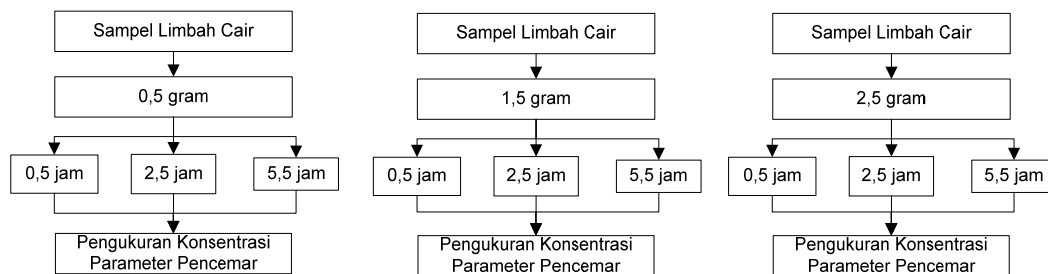 Sampel Limbah Cair
0,5 gram
0,5 jam
2,5 jam
5,5 jam
Pengukuran Konsentrasi
Parameter Pencemar
Sampel Limbah Cair
1,5 gram
0,5 jam
2,5 jam
5,5 jam
Pengukuran Konsentrasi
Parameter Pencemar
Sampel Limbah Cair
2,5 gram
0,5 jam
2,5 jam
5,5 jam
Pengukuran Konsentrasi
Parameter Pencemar